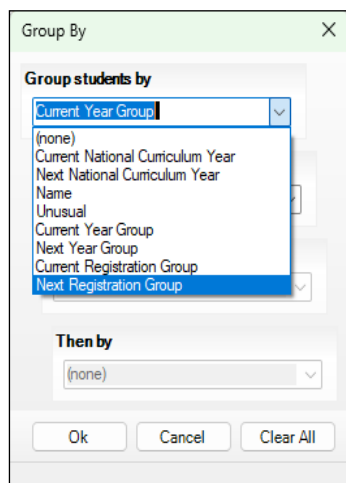 Group By
Group students by
Current Year Group
(none)
Current National Curriculum Year
Next National Curriculum Year
Name
Unusual
Current Year Group
Next Year Group
Current Registration Group
Next Registration Group
Then by
(none)
Ok
Cancel
Clear All